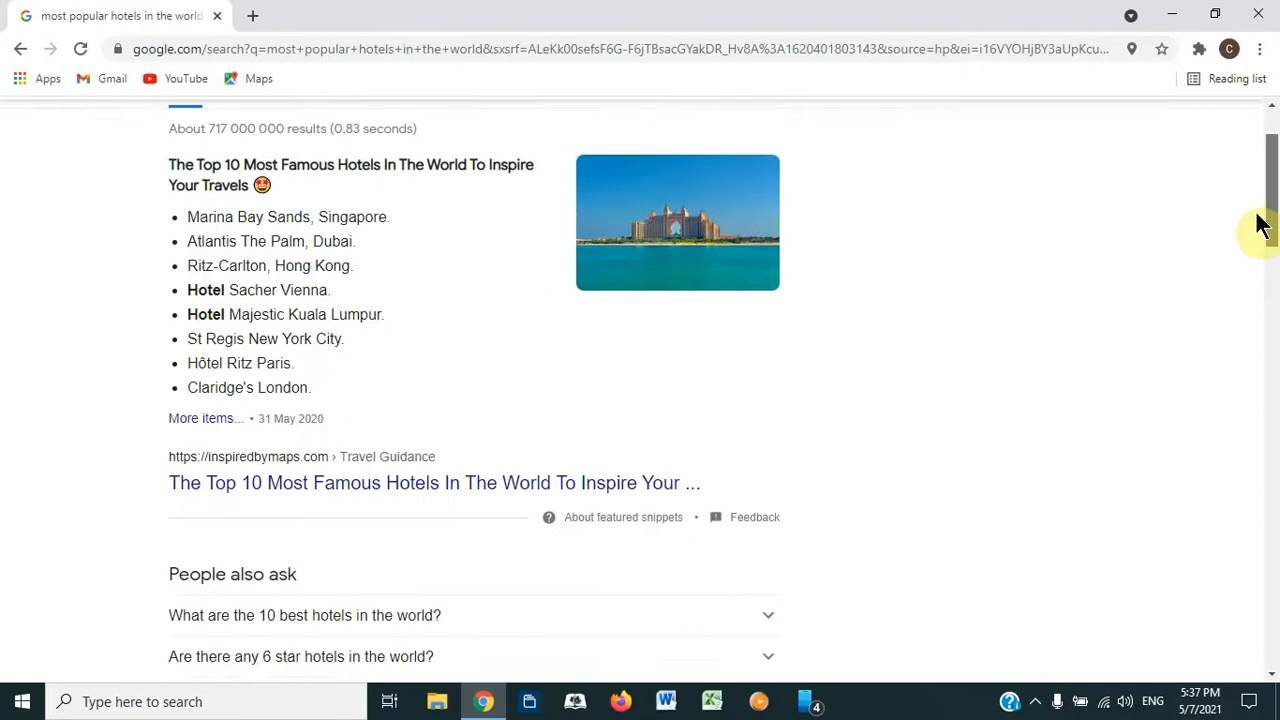 most popular hotels in the world
google.com/search?q=most+popular+hotels+in+the+world&sxsrf=ALeKk00sefsF6G-F6jTBsacGYakDR_Hv8A%3A1620401803143&source=hp&ei=i16VYOHjBY3aUpKcu...
C
Apps Gmail YouTube Maps Reading list
About 717 000 000 results (0,83 seconds)
The Top 10 Most Famous Hotels In The World To Inspire
Your Travels 🤩
• Marina Bay Sands, Singapore.
• Atlantis The Palm, Dubai.
• Ritz-Carlton, Hong Kong.
• Hotel Sacher Vienna.
• Hotel Majestic Kuala Lumpur.
• St Regis New York City.
• Hôtel Ritz Paris.
• Claridge's London.
More items... • 31 May 2020
https://inspiredbymaps.com › Travel Guidance
The Top 10 Most Famous Hotels In The World To Inspire Your ...
About featured snippets • Feedback
People also ask
What are the 10 best hotels in the world?
Are there any 6 star hotels in the world?
Type here to search
4
ENG
5:37 PM
5/7/2021